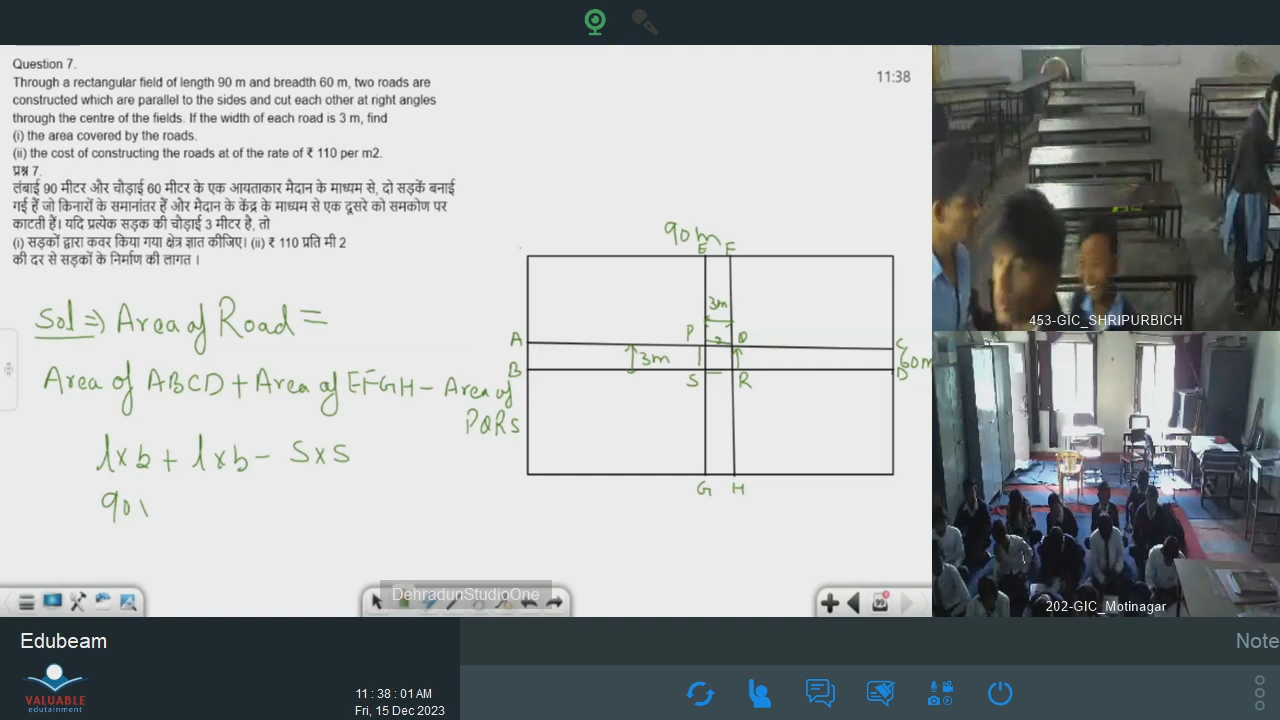 Question 7.
Through a rectangular field of length 90 m and breadth 60 m, two roads are
constructed which are parallel to the sides and cut each other at right angles
through the centre of the fields. If the width of each road is 3 m, find
(i) the area covered by the roads.
(ii) the cost of constructing the roads at of the rate of ₹ 110 per m2.
प्रश्न 7.
लंबाई 90 मीटर और चौड़ाई 60 मीटर के एक आयताकार मैदान के माध्यम से, दो सड़कें बनाई
गई हैं जो किनारों के समानांतर हैं और मैदान के केंद्र के माध्यम से एक दूसरे को समकोण पर
काटती हैं। यदि प्रत्येक सड़क की चौड़ाई 3 मीटर है, तो
(i) सड़कों द्वारा कवर किया गया क्षेत्र ज्ञात कीजिए। (ii) ₹ 110 प्रति मी 2
की दर से सड़कों के निर्माण की लागत ।
11:38
Sol => Area of Road =
Area of ABCD + Area of EFGH - Area of
PQRS
l x b + l x b - S x S
90
90m
E F
3m
A P Q C
3m 60m
B S R D
G H
DehradunStudioOne
453-GIC_SHRIPURBICH
202-GIC_Motinagar
Edubeam
VALUABLE
edutainment
11 : 38 : 01 AM
Fri, 15 Dec 2023
Note